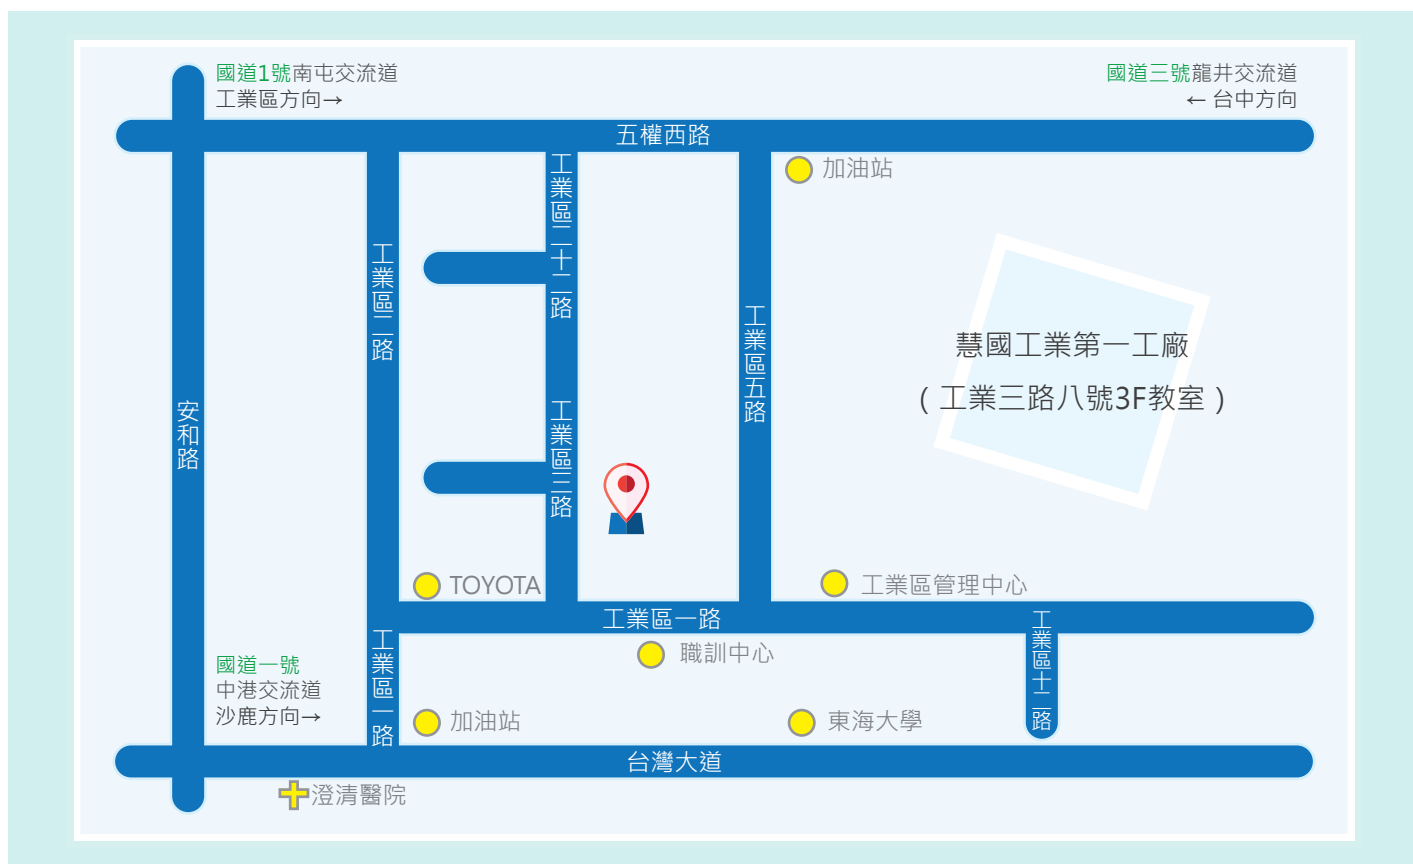 國道1號南屯交流道
工業區方向→
國道三號龍井交流道
← 台中方向
五權西路
加油站
工業區二十二路
工業區二路
工業區五路
慧國工業第一工廠
(工業三路八號3F教室)
安和路
工業區三路
TOYOTA
工業區管理中心
工業區一路
工業區十二路
職訓中心
國道一號
中港交流道
沙鹿方向→
工業區一路
加油站
東海大學
台灣大道
澄清醫院